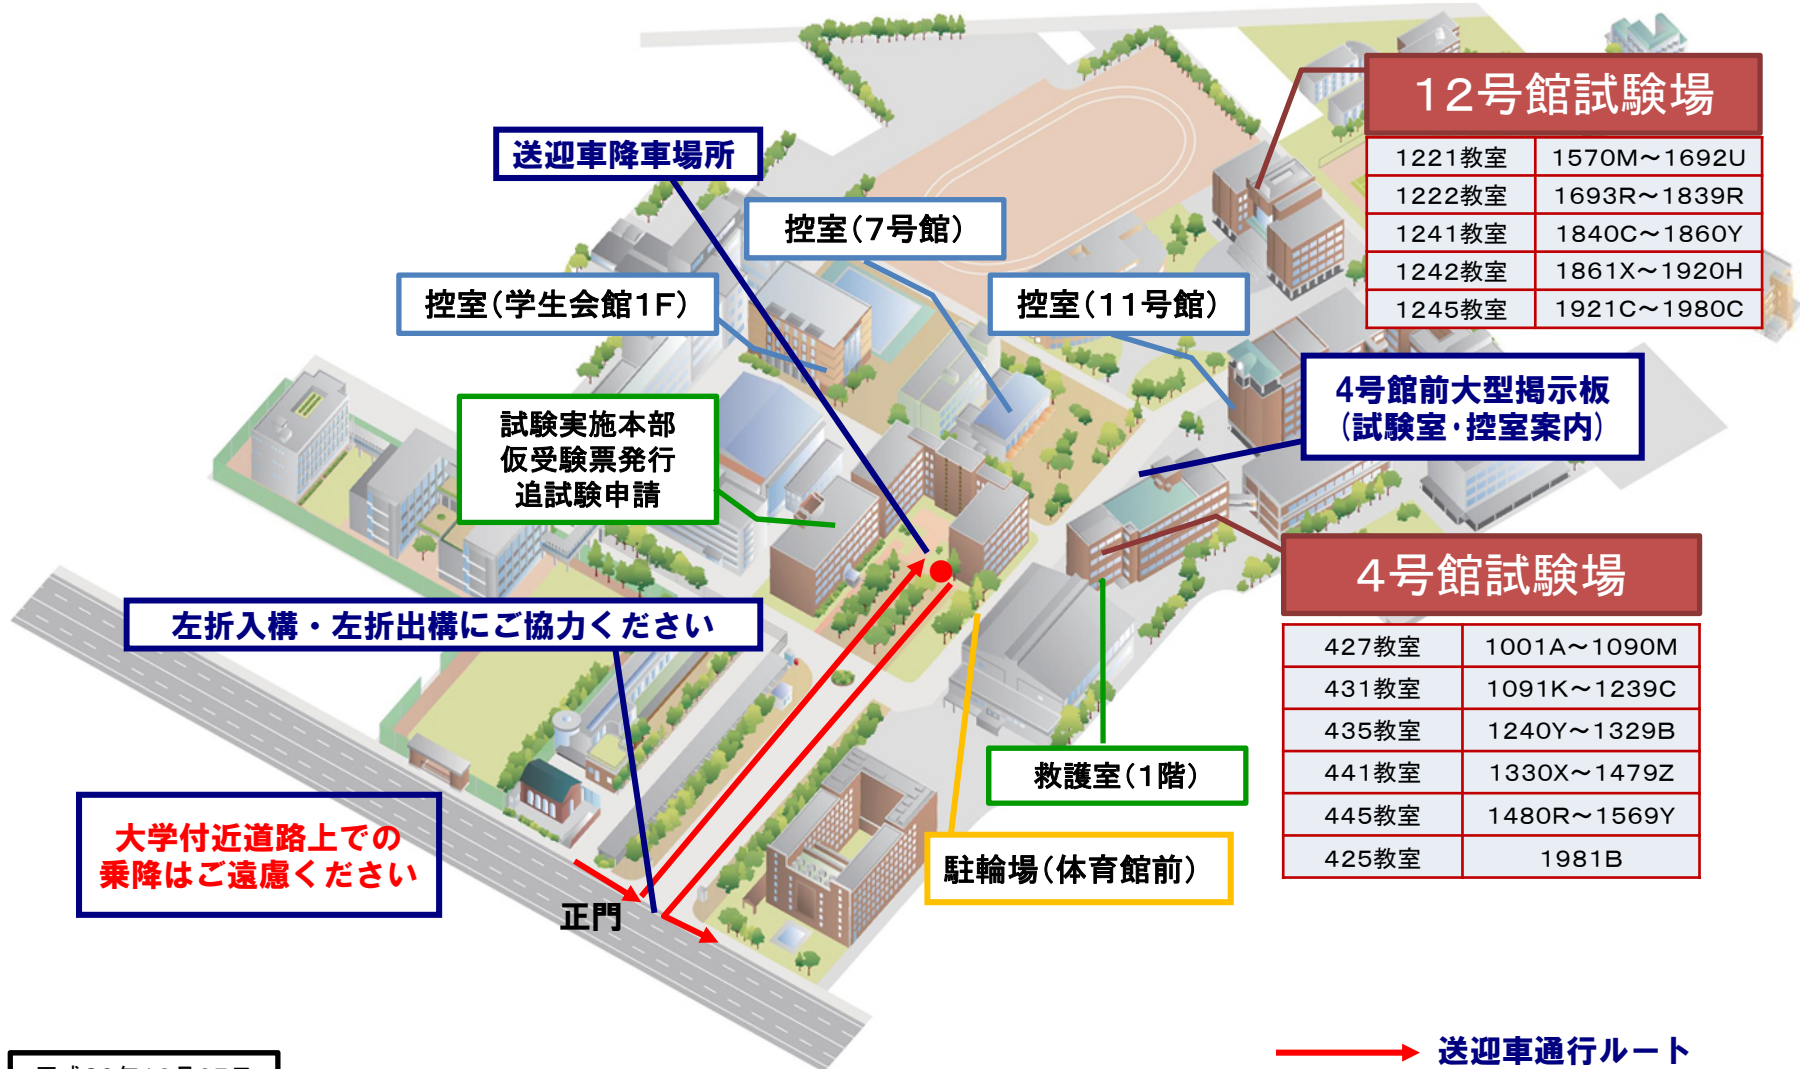 12号館試験場
1221教室 1570M～1692U
1222教室 1693R～1839R
1241教室 1840C～1860Y
1242教室 1861X～1920H
1245教室 1921C～1980C
送迎車降車場所
控室(7号館)
控室(学生会館1F)
控室(11号館)
4号館前大型掲示板
(試験室・控室案内)
試験実施本部
仮受験票発行
追試験申請
4号館試験場
427教室 1001A～1090M
431教室 1091K～1239C
435教室 1240Y～1329B
441教室 1330X～1479Z
445教室 1480R～1569Y
425教室 1981B
左折入構・左折出構にご協力ください
救護室(1階)
大学付近道路上での
乗降はご遠慮ください
駐輪場(体育館前)
正門
送迎車通行ルート